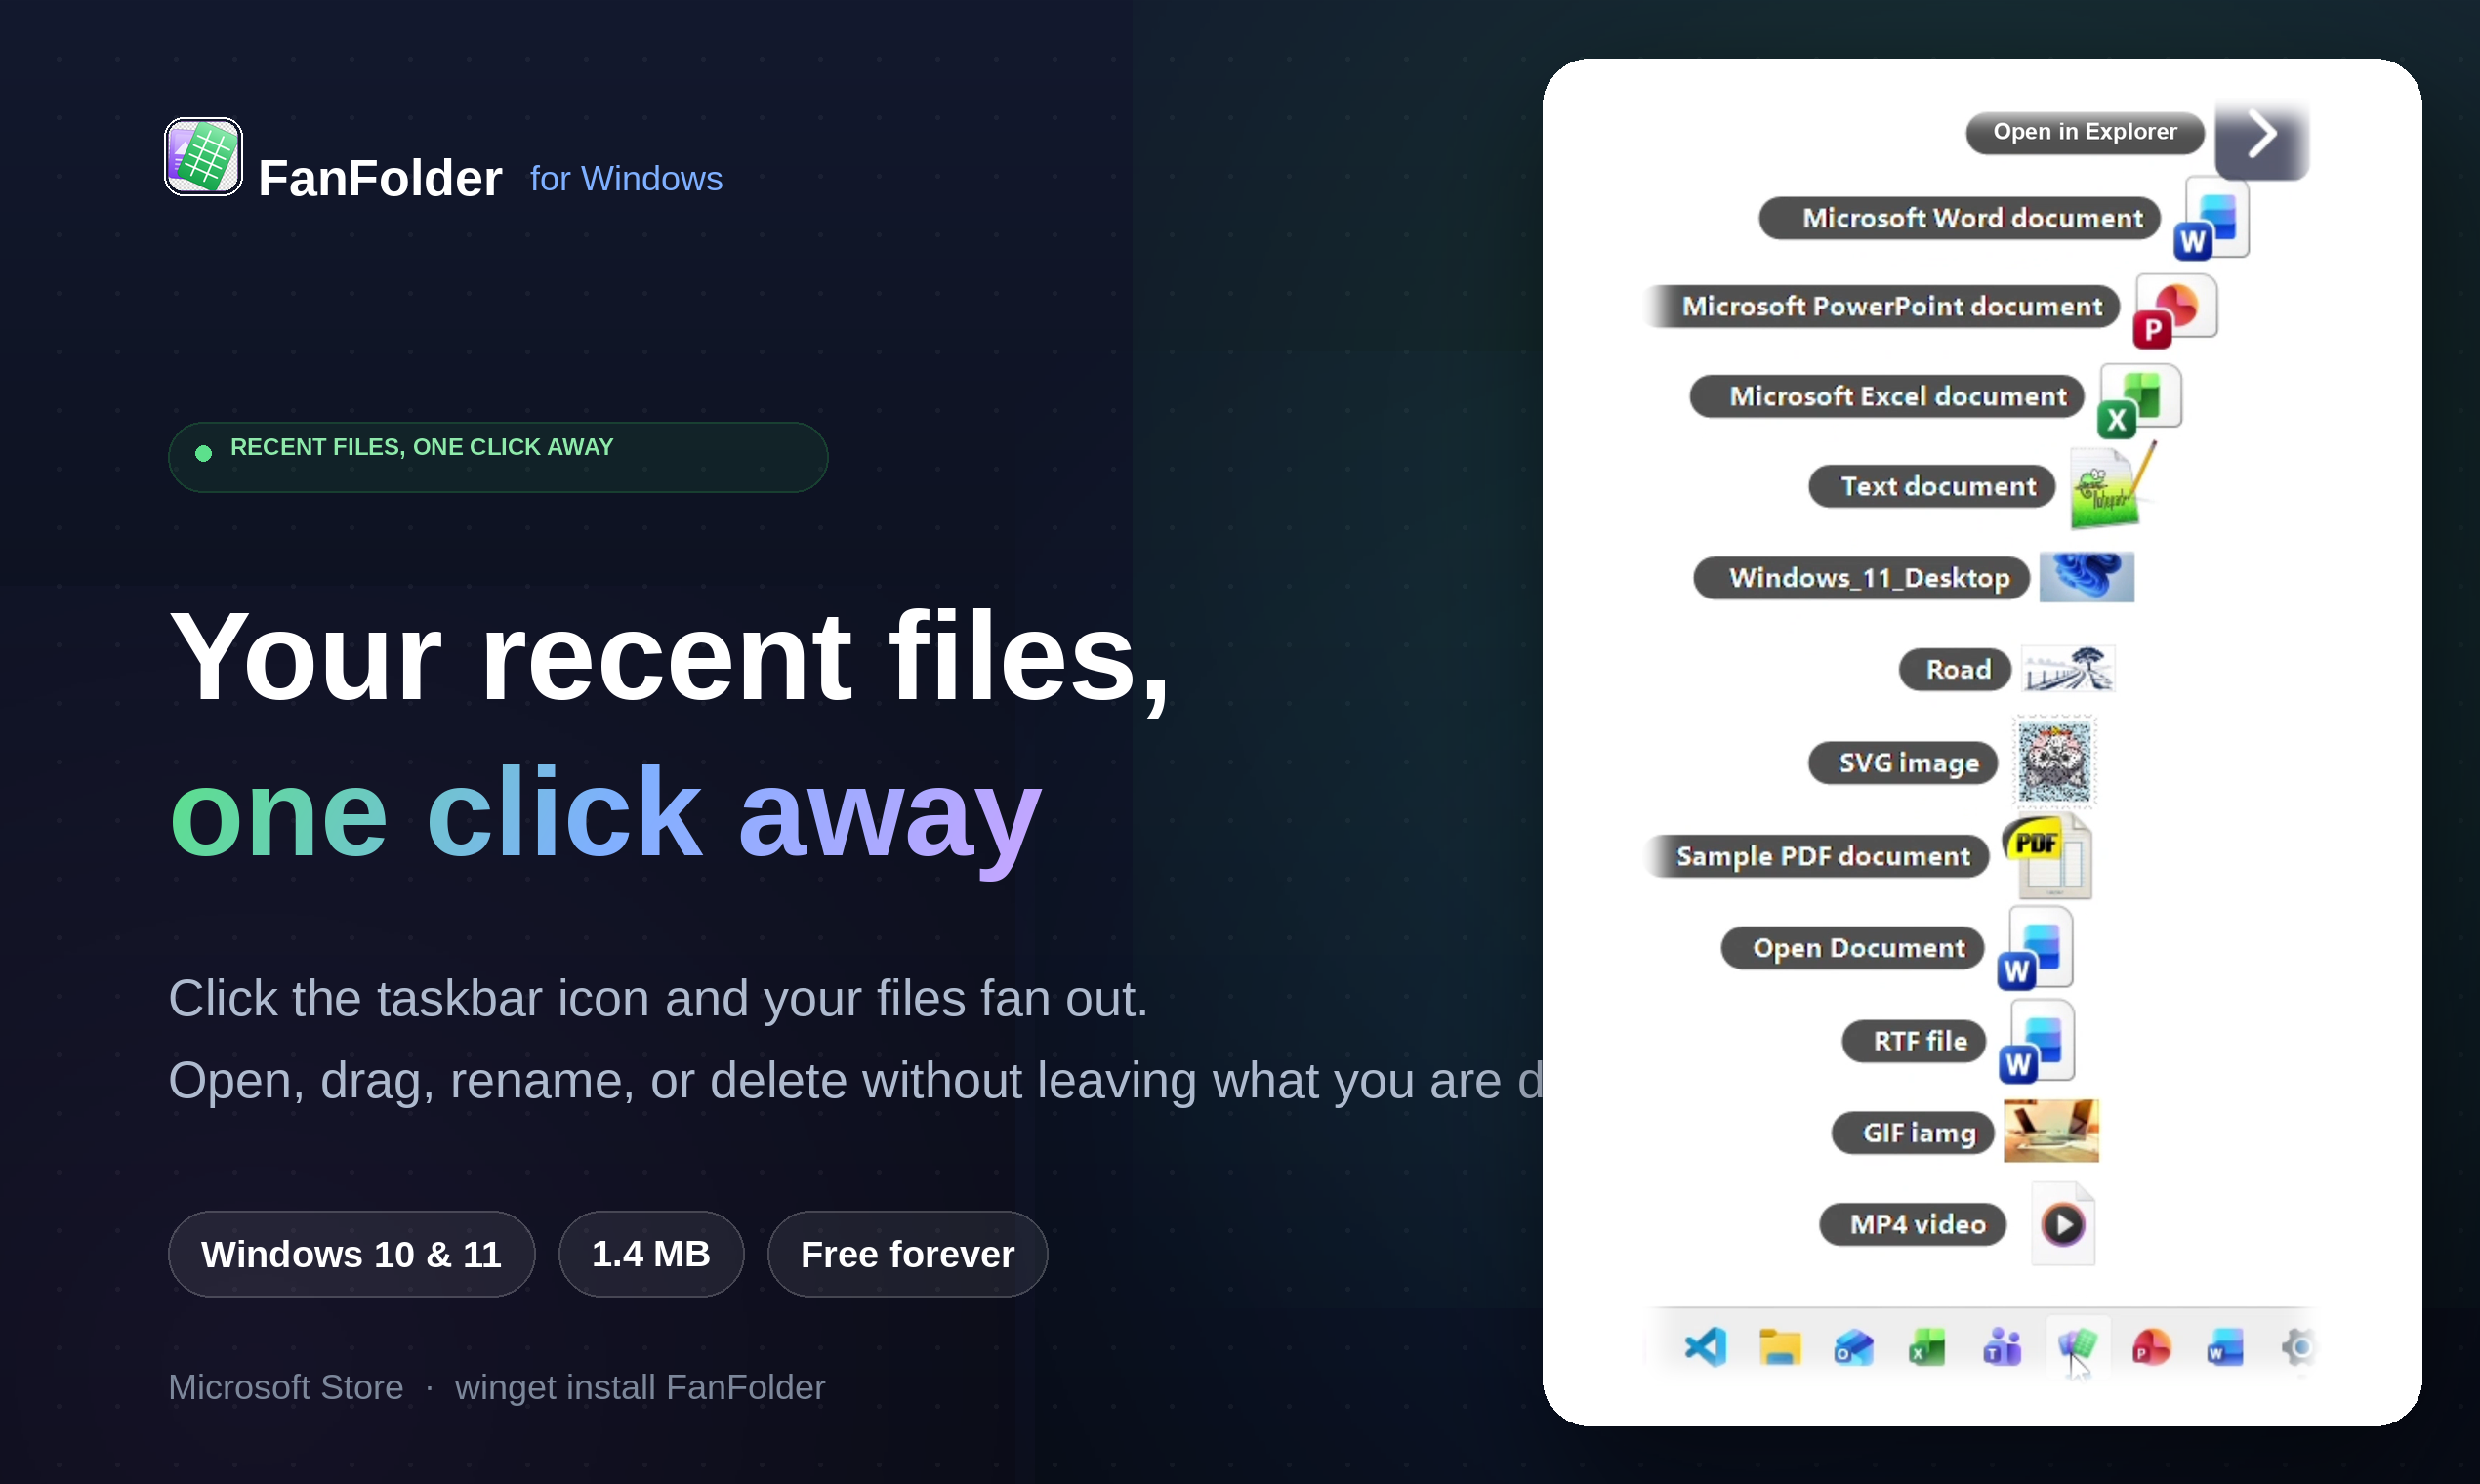 FanFolder for Windows
RECENT FILES, ONE CLICK AWAY
Your recent files,
one click away
Click the taskbar icon and your files fan out.
Open, drag, rename, or delete without leaving what you are d
Windows 10 & 11
1.4 MB
Free forever
Microsoft Store · winget install FanFolder
Open in Explorer
Microsoft Word document
W
Microsoft PowerPoint document
P
Microsoft Excel document
X
Text document
Windows_11_Desktop
Road
SVG image
Sample PDF document
PDF
Open Document
W
RTF file
W
GIF iamg
MP4 video
O
X
T
P
W